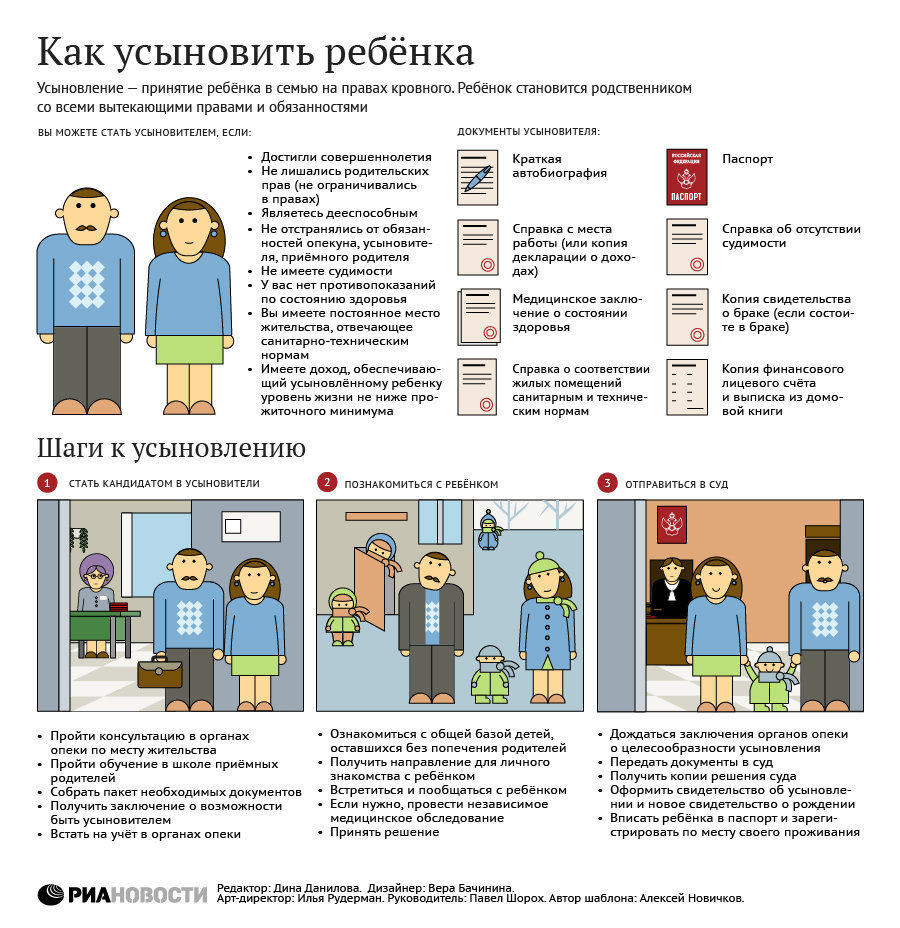 Как усыновить ребёнка
Усыновление — принятие ребёнка в семью на правах кровного. Ребёнок становится родственником
со всеми вытекающими правами и обязанностями
ВЫ МОЖЕТЕ СТАТЬ УСЫНОВИТЕЛЕМ, ЕСЛИ:
• Достигли совершеннолетия
• Не лишались родительских
прав (не ограничивались
в правах)
• Являетесь дееспособным
• Не отстранялись от обязан-
ностей опекуна, усыновите-
ля, приёмного родителя
• Не имеете судимости
• У вас нет противопоказаний
по состоянию здоровья
• Вы имеете постоянное место
жительства, отвечающее
санитарно-техническим
нормам
• Имеете доход, обеспечиваю-
щий усыновлённому ребенку
уровень жизни не ниже про-
житочного минимума
ДОКУМЕНТЫ УСЫНОВИТЕЛЯ:
Краткая
автобиография
РОССИЙСКАЯ
ФЕДЕРАЦИЯ
ПАСПОРТ
Паспорт
Справка с места
работы (или копия
декларации о дохо-
дах)
Справка об отсутствии
судимости
Медицинское заклю-
чение о состоянии
здоровья
Копия свидетельства
о браке (если состои-
те в браке)
Справка о соответствии
жилых помещений
санитарным и техниче-
ским нормам
Копия финансового
лицевого счёта
и выписка из домо-
вой книги
Шаги к усыновлению
1 СТАТЬ КАНДИДАТОМ В УСЫНОВИТЕЛИ
• Пройти консультацию в органах
опеки по месту жительства
• Пройти обучение в школе приёмных
родителей
• Собрать пакет необходимых документов
• Получить заключение о возможности
быть усыновителем
• Встать на учёт в органах опеки
2 ПОЗНАКОМИТЬСЯ С РЕБЁНКОМ
• Ознакомиться с общей базой детей,
оставшихся без попечения родителей
• Получить направление для личного
знакомства с ребёнком
• Встретиться и пообщаться с ребёнком
• Если нужно, провести независимое
медицинское обследование
• Принять решение
3 ОТПРАВИТЬСЯ В СУД
• Дождаться заключения органов опеки
о целесообразности усыновления
• Передать документы в суд
• Получить копии решения суда
• Оформить свидетельство об усыновле-
нии и новое свидетельство о рождении
• Вписать ребёнка в паспорт и зареги-
стрировать по месту своего проживания
РИАНОВОСТИ
Редактор: Дина Данилова. Дизайнер: Вера Бачинина.
Арт-директор: Илья Рудерман. Руководитель: Павел Шорох. Автор шаблона: Алексей Новичков.